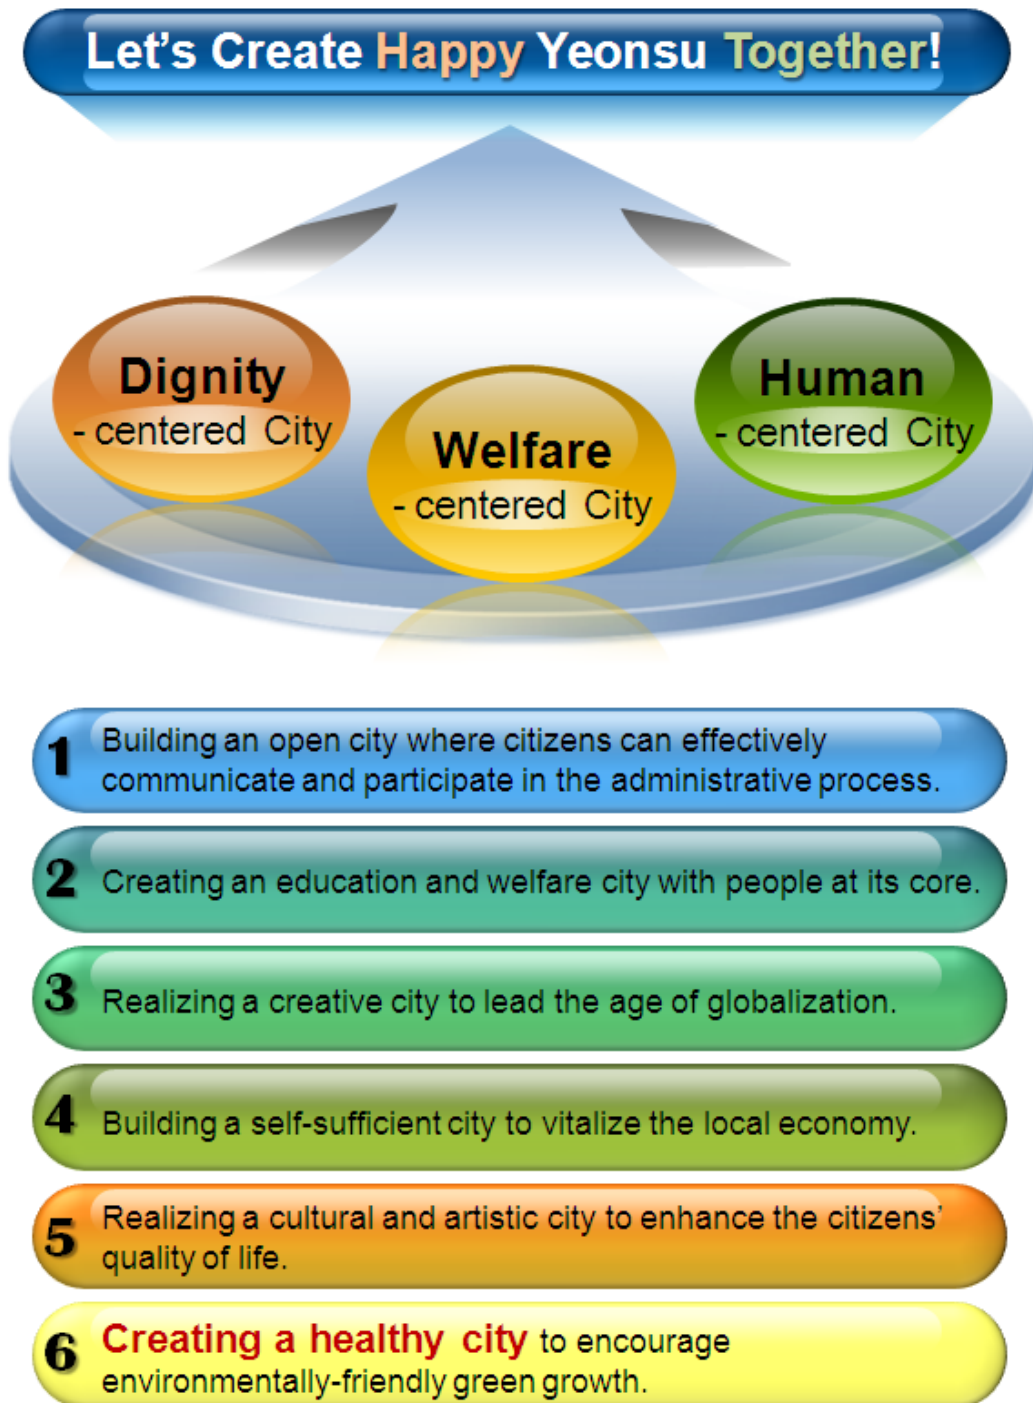 Let's Create Happy Yeonsu Together!
Dignity
- centered City
Welfare
- centered City
Human
- centered City
1 Building an open city where citizens can effectively
communicate and participate in the administrative process.
2 Creating an education and welfare city with people at its core.
3 Realizing a creative city to lead the age of globalization.
4 Building a self-sufficient city to vitalize the local economy.
5 Realizing a cultural and artistic city to enhance the citizens'
quality of life.
6 Creating a healthy city to encourage
environmentally-friendly green growth.